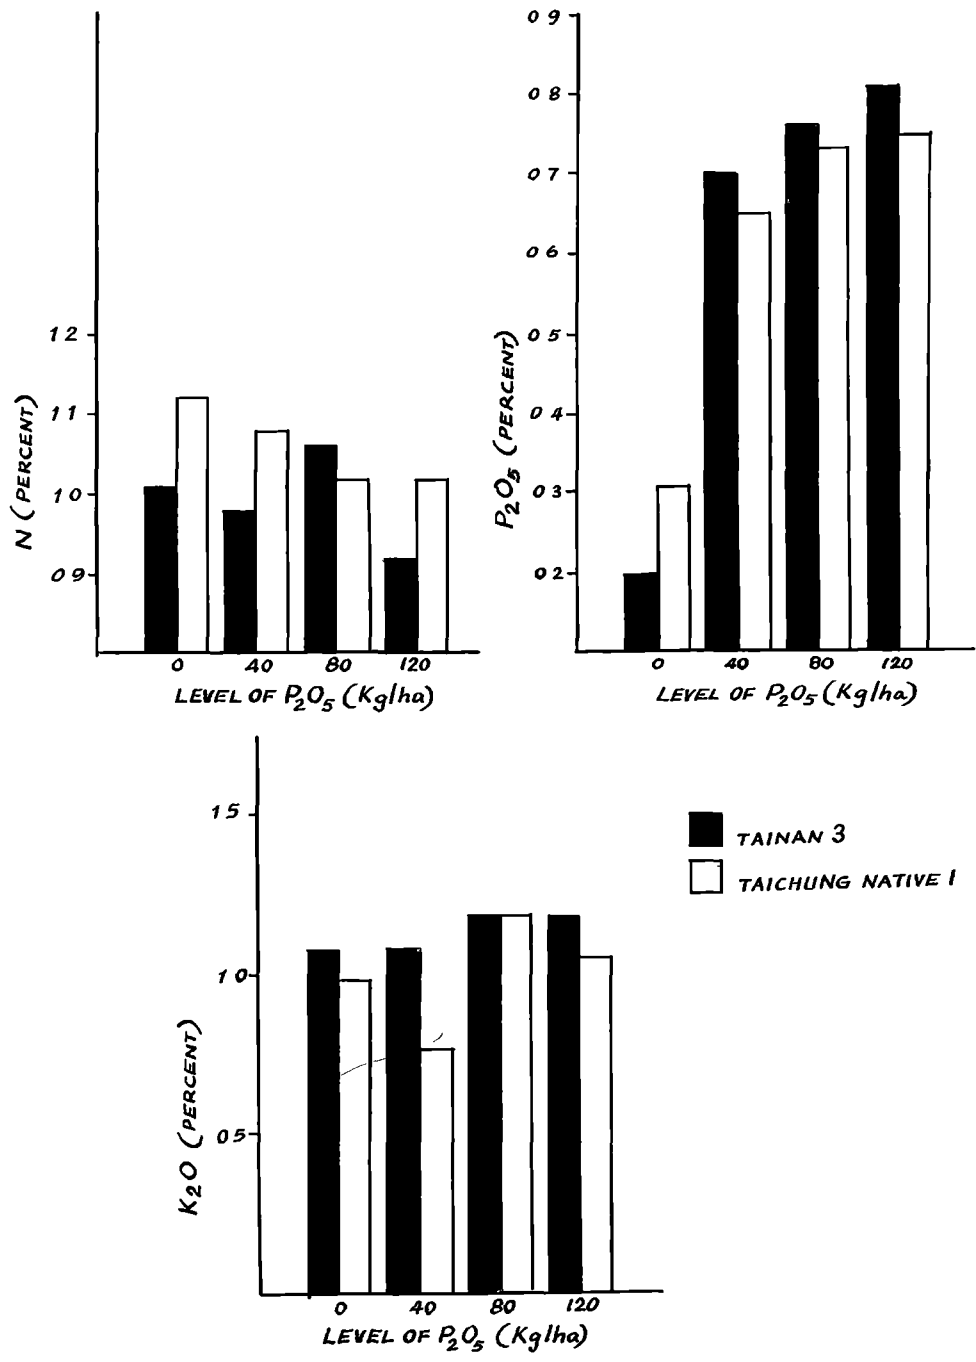 1 2
1 1
1 0
0 9
N (PERCENT)
0 40 80 120
LEVEL OF P2O5 (Kg/ha)
0 9
0 8
0 7
0 6
0 5
0 4
0 3
0 2
P2O5 (PERCENT)
0 40 80 120
LEVEL OF P2O5 (Kg/ha)
1 5
1 0
0 5
K2O (PERCENT)
0 40 80 120
LEVEL OF P2O5 (Kg/ha)
TAINAN 3
TAICHUNG NATIVE 1